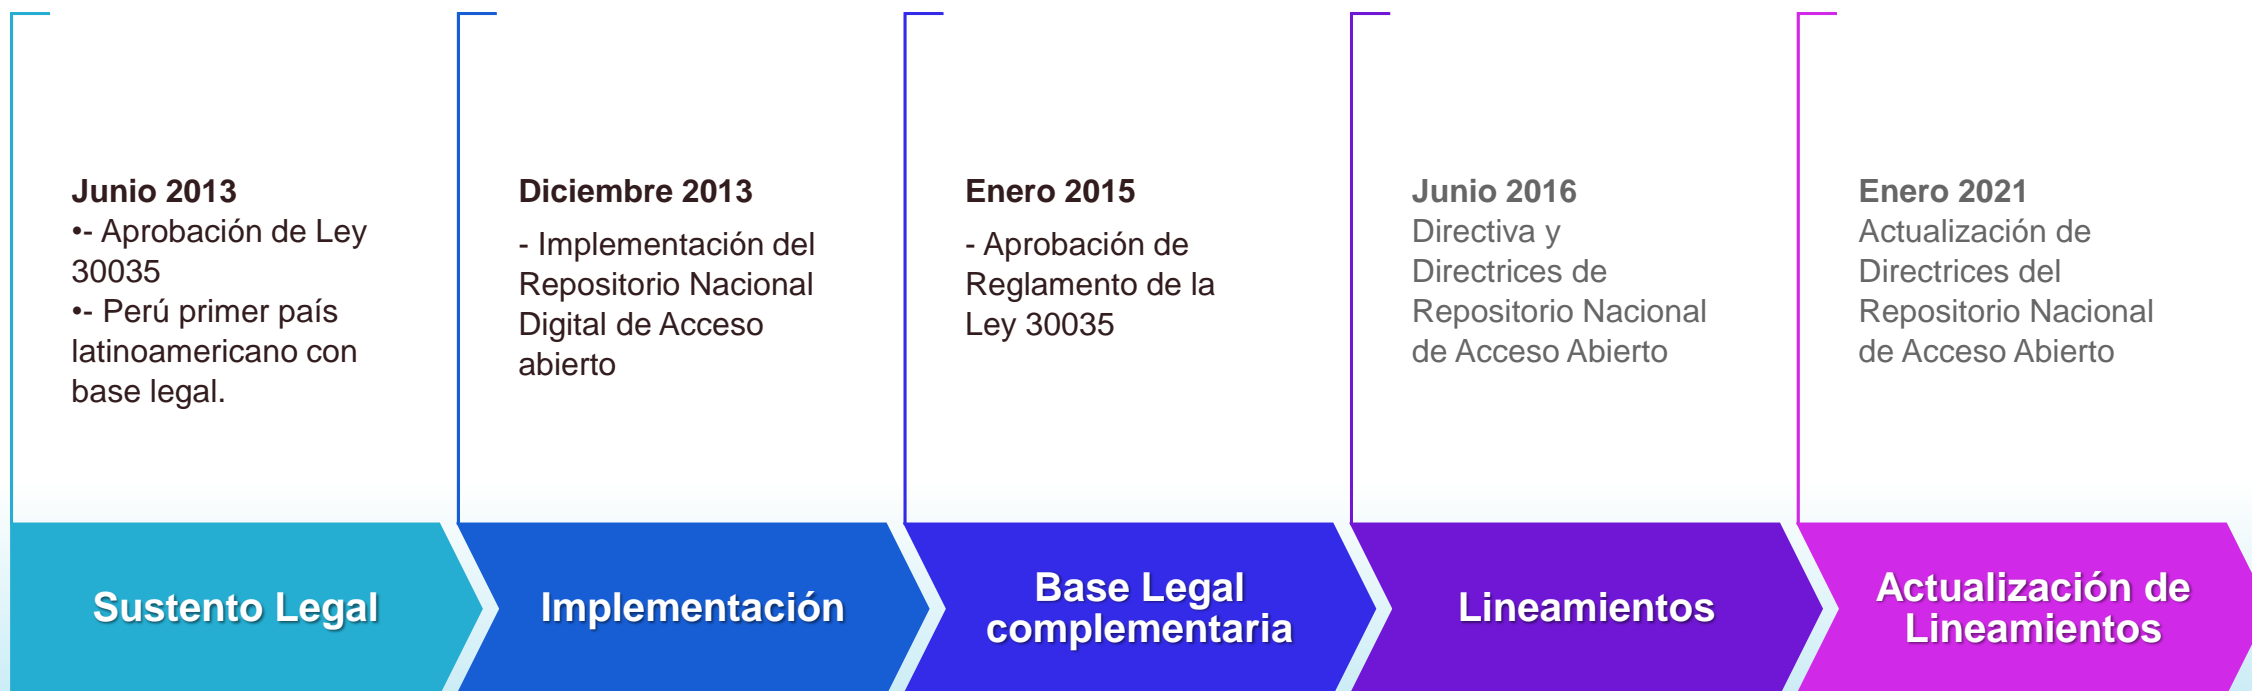 Junio 2013
•- Aprobación de Ley
30035
•- Perú primer país
latinoamericano con
base legal.
Diciembre 2013
- Implementación del
Repositorio Nacional
Digital de Acceso
abierto
Enero 2015
- Aprobación de
Reglamento de la
Ley 30035
Junio 2016
Directiva y
Directrices de
Repositorio Nacional
de Acceso Abierto
Enero 2021
Actualización de
Directrices del
Repositorio Nacional
de Acceso Abierto
Sustento Legal
Implementación
Base Legal
complementaria
Lineamientos
Actualización de
Lineamientos